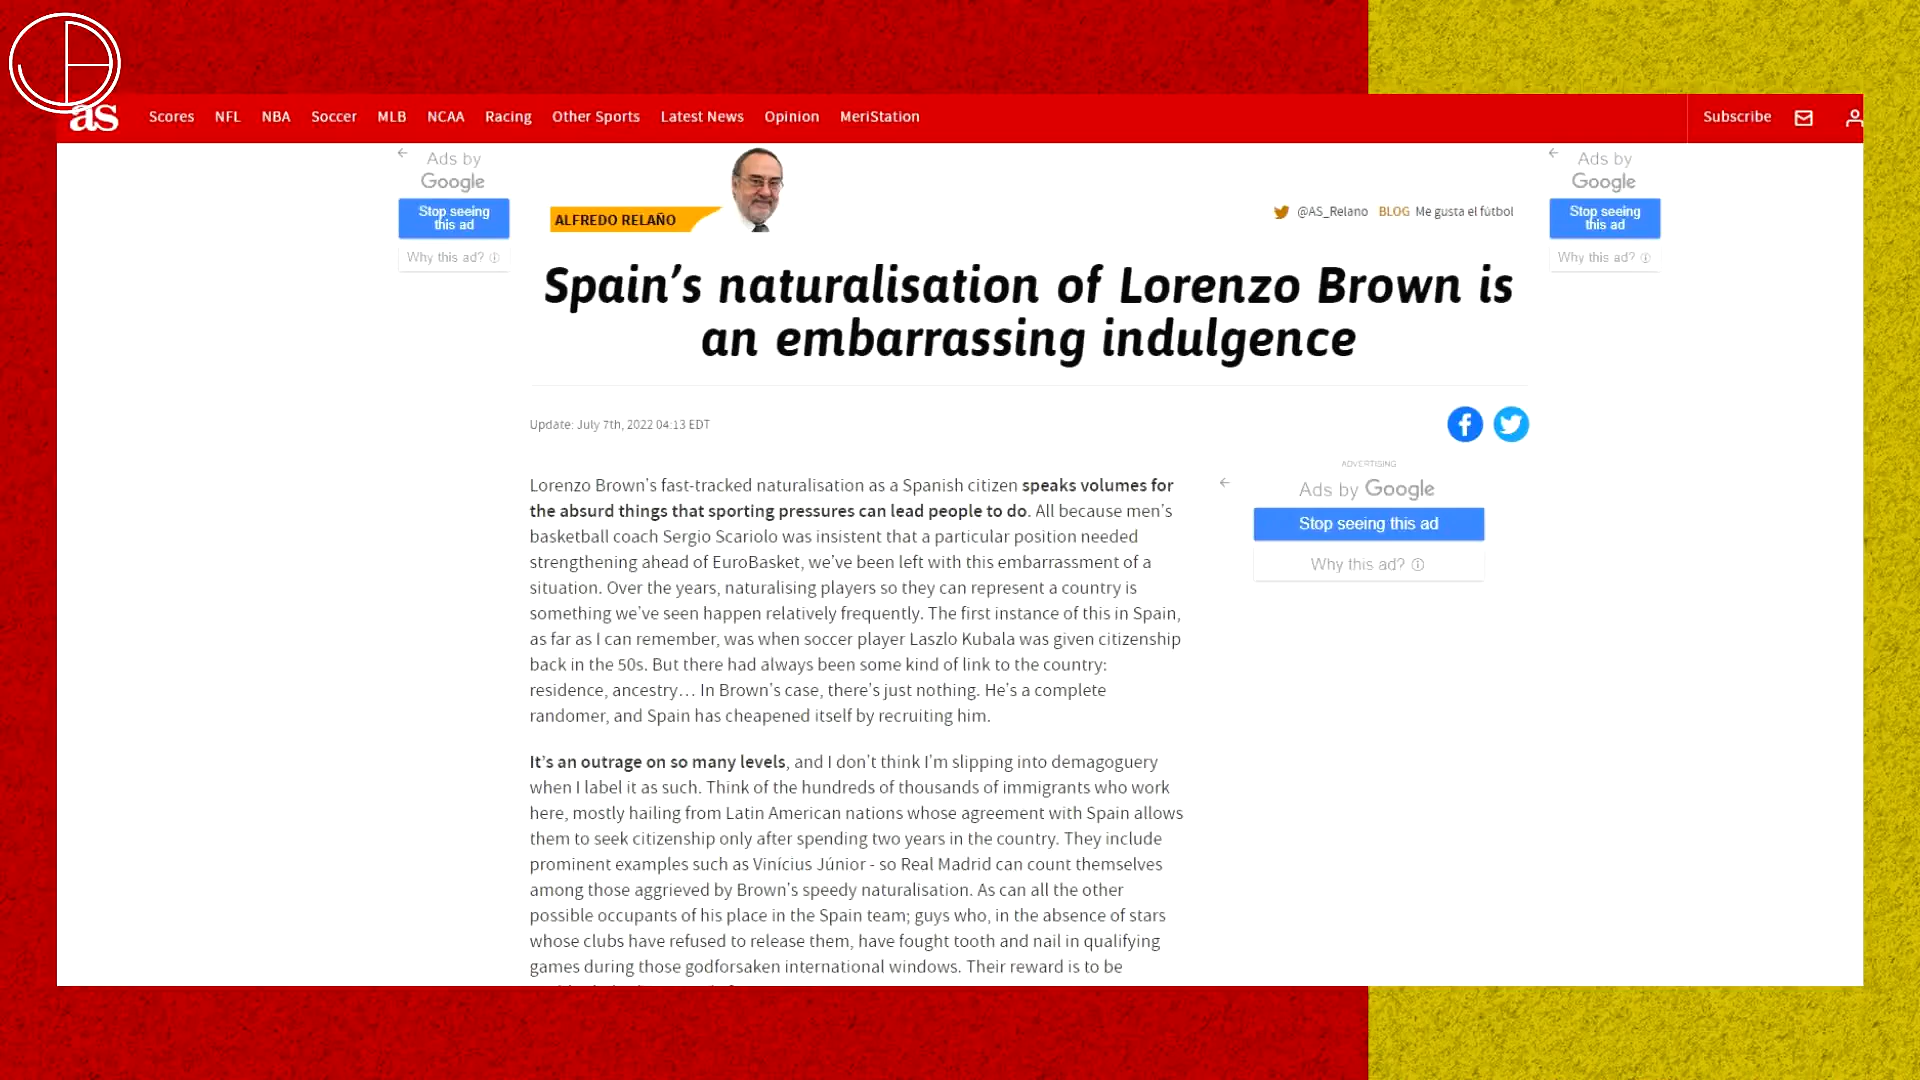 as Scores NFL NBA Soccer MLB NCAA Racing Other Sports Latest News Opinion MeriStation Subscribe
Ads by
Google
Stop seeing
this ad
Why this ad?
ALFREDO RELAÑO
@AS_Relano BLOG Me gusta el fútbol
Ads by
Google
Stop seeing
this ad
Why this ad?
Spain’s naturalisation of Lorenzo Brown is
an embarrassing indulgence
Update: July 7th, 2022 04:13 EDT
Lorenzo Brown’s fast-tracked naturalisation as a Spanish citizen speaks volumes for
the absurd things that sporting pressures can lead people to do. All because men’s
basketball coach Sergio Scariolo was insistent that a particular position needed
strengthening ahead of EuroBasket, we’ve been left with this embarrassment of a
situation. Over the years, naturalising players so they can represent a country is
something we’ve seen happen relatively frequently. The first instance of this in Spain,
as far as I can remember, was when soccer player Laszlo Kubala was given citizenship
back in the 50s. But there had always been some kind of link to the country:
residence, ancestry… In Brown’s case, there’s just nothing. He’s a complete
randomer, and Spain has cheapened itself by recruiting him.
It’s an outrage on so many levels, and I don’t think I’m slipping into demagoguery
when I label it as such. Think of the hundreds of thousands of immigrants who work
here, mostly hailing from Latin American nations whose agreement with Spain allows
them to seek citizenship only after spending two years in the country. They include
prominent examples such as Vinícius Júnior - so Real Madrid can count themselves
among those aggrieved by Brown’s speedy naturalisation. As can all the other
possible occupants of his place in the Spain team; guys who, in the absence of stars
whose clubs have refused to release them, have fought tooth and nail in qualifying
games during those godforsaken international windows. Their reward is to be
ADVERTISING
Ads by Google
Stop seeing this ad
Why this ad?